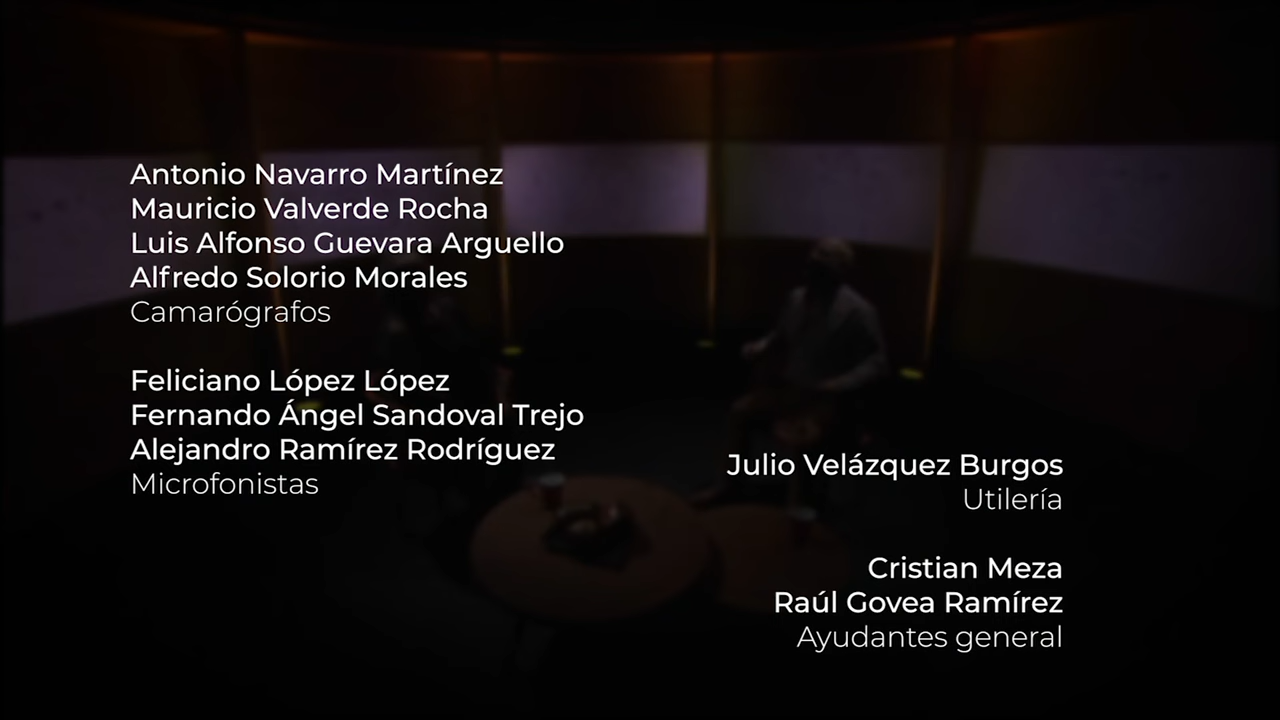 Antonio Navarro Martínez
Mauricio Valverde Rocha
Luis Alfonso Guevara Arguello
Alfredo Solorio Morales
Camarógrafos
Feliciano López López
Fernando Ángel Sandoval Trejo
Alejandro Ramírez Rodríguez
Microfonistas
Julio Velázquez Burgos
Utilería
Cristian Meza
Raúl Govea Ramírez
Ayudantes general